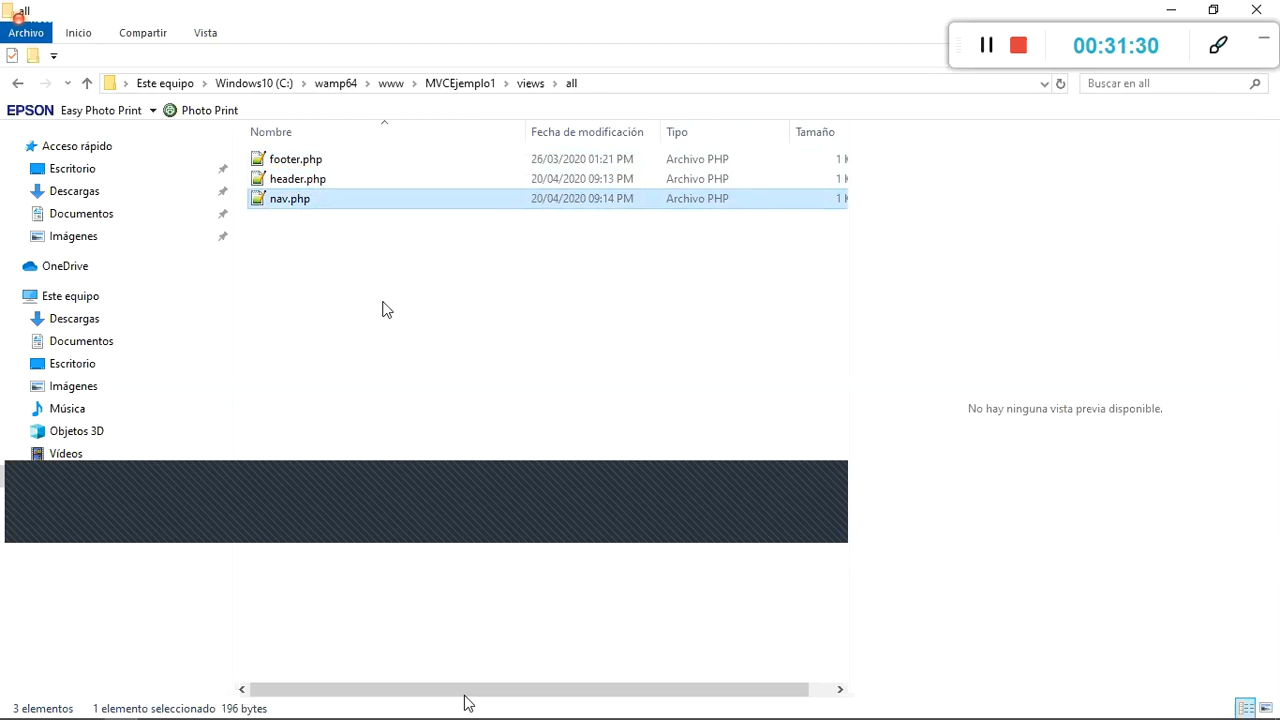 all
Archivo Inicio Compartir Vista
00:31:30
Este equipo Windows10 (C:) wamp64 www MVCEjemplo1 views all Buscar en all
EPSON Easy Photo Print Photo Print
Nombre Fecha de modificación Tipo Tamaño
Acceso rápido
Escritorio
Descargas
Documentos
Imágenes
OneDrive
Este equipo
Descargas
Documentos
Escritorio
Imágenes
Música
Objetos 3D
Vídeos
footer.php 26/03/2020 01:21 PM Archivo PHP 1 K
header.php 20/04/2020 09:13 PM Archivo PHP 1 K
nav.php 20/04/2020 09:14 PM Archivo PHP 1 K
No hay ninguna vista previa disponible.
3 elementos 1 elemento seleccionado 196 bytes